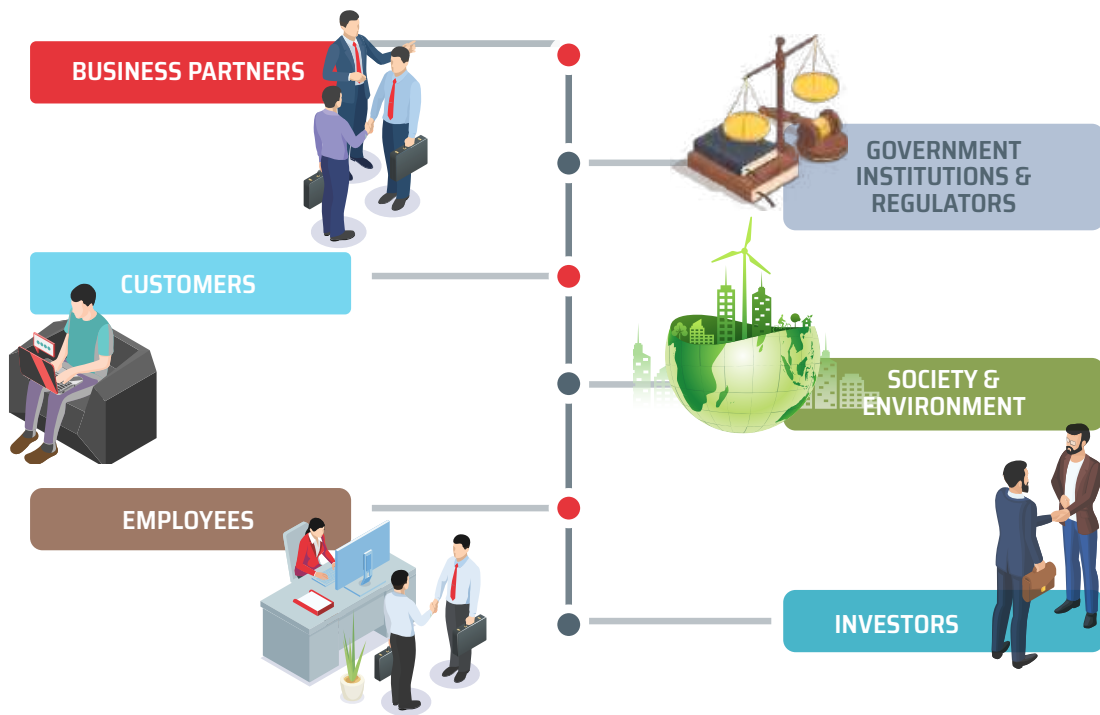 BUSINESS PARTNERS
GOVERNMENT
INSTITUTIONS &
REGULATORS
CUSTOMERS
SOCIETY &
ENVIRONMENT
EMPLOYEES
INVESTORS